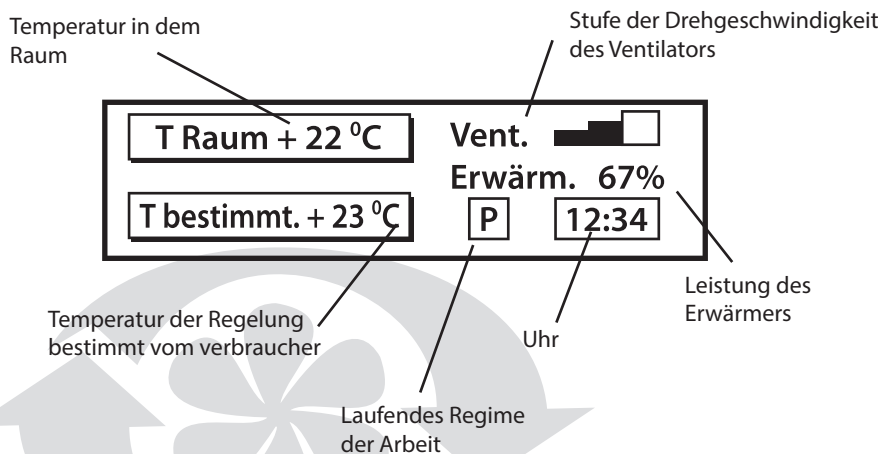 Temperatur in dem
Raum
Stufe der Drehgeschwindigkeit
des Ventilators
T Raum + 22 ⁰C
Vent.
Erwärm. 67%
T bestimmt. + 23 ⁰C
P
12:34
Leistung des
Erwärmers
Temperatur der Regelung
bestimmt vom verbraucher
Uhr
Laufendes Regime
der Arbeit